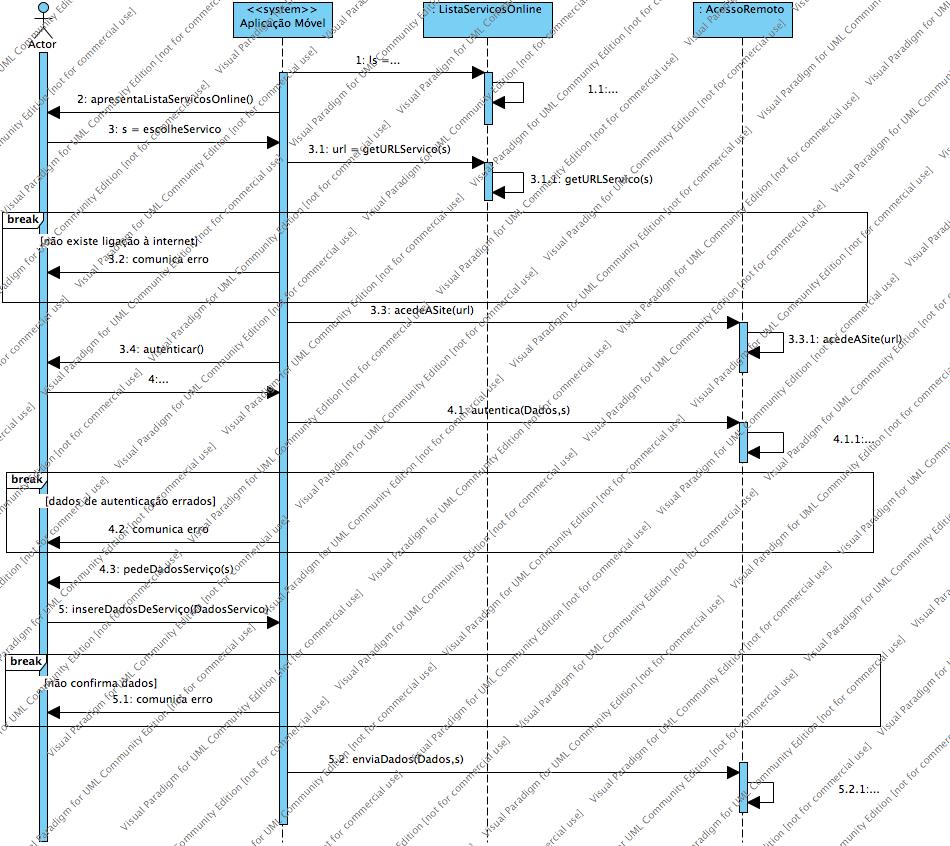 <<system>>
Aplicação Móvel
: ListaServicosOnline
: AcessoRemoto
Actor
1: ls =...
1.1:...
2: apresentaListaServicosOnline()
3: s = escolheServico
3.1: url = getURLServico(s)
3.1.1: getURLServico(s)
break
[não existe ligação à internet]
3.2: comunica erro
3.3: acedeASite(url)
3.3.1: acedeASite(url)
3.4: autenticar()
4:...
4.1: autentica(Dados,s)
4.1.1:...
break
[dados de autenticação errados]
4.2: comunica erro
4.3: pedeDadosServiço(s)
5: insereDadosDeServiço(DadosServico)
break
[não confirma dados]
5.1: comunica erro
5.2: enviaDados(Dados,s)
5.2.1:...
Visual Paradigm for UML Community Edition [not for commercial use]